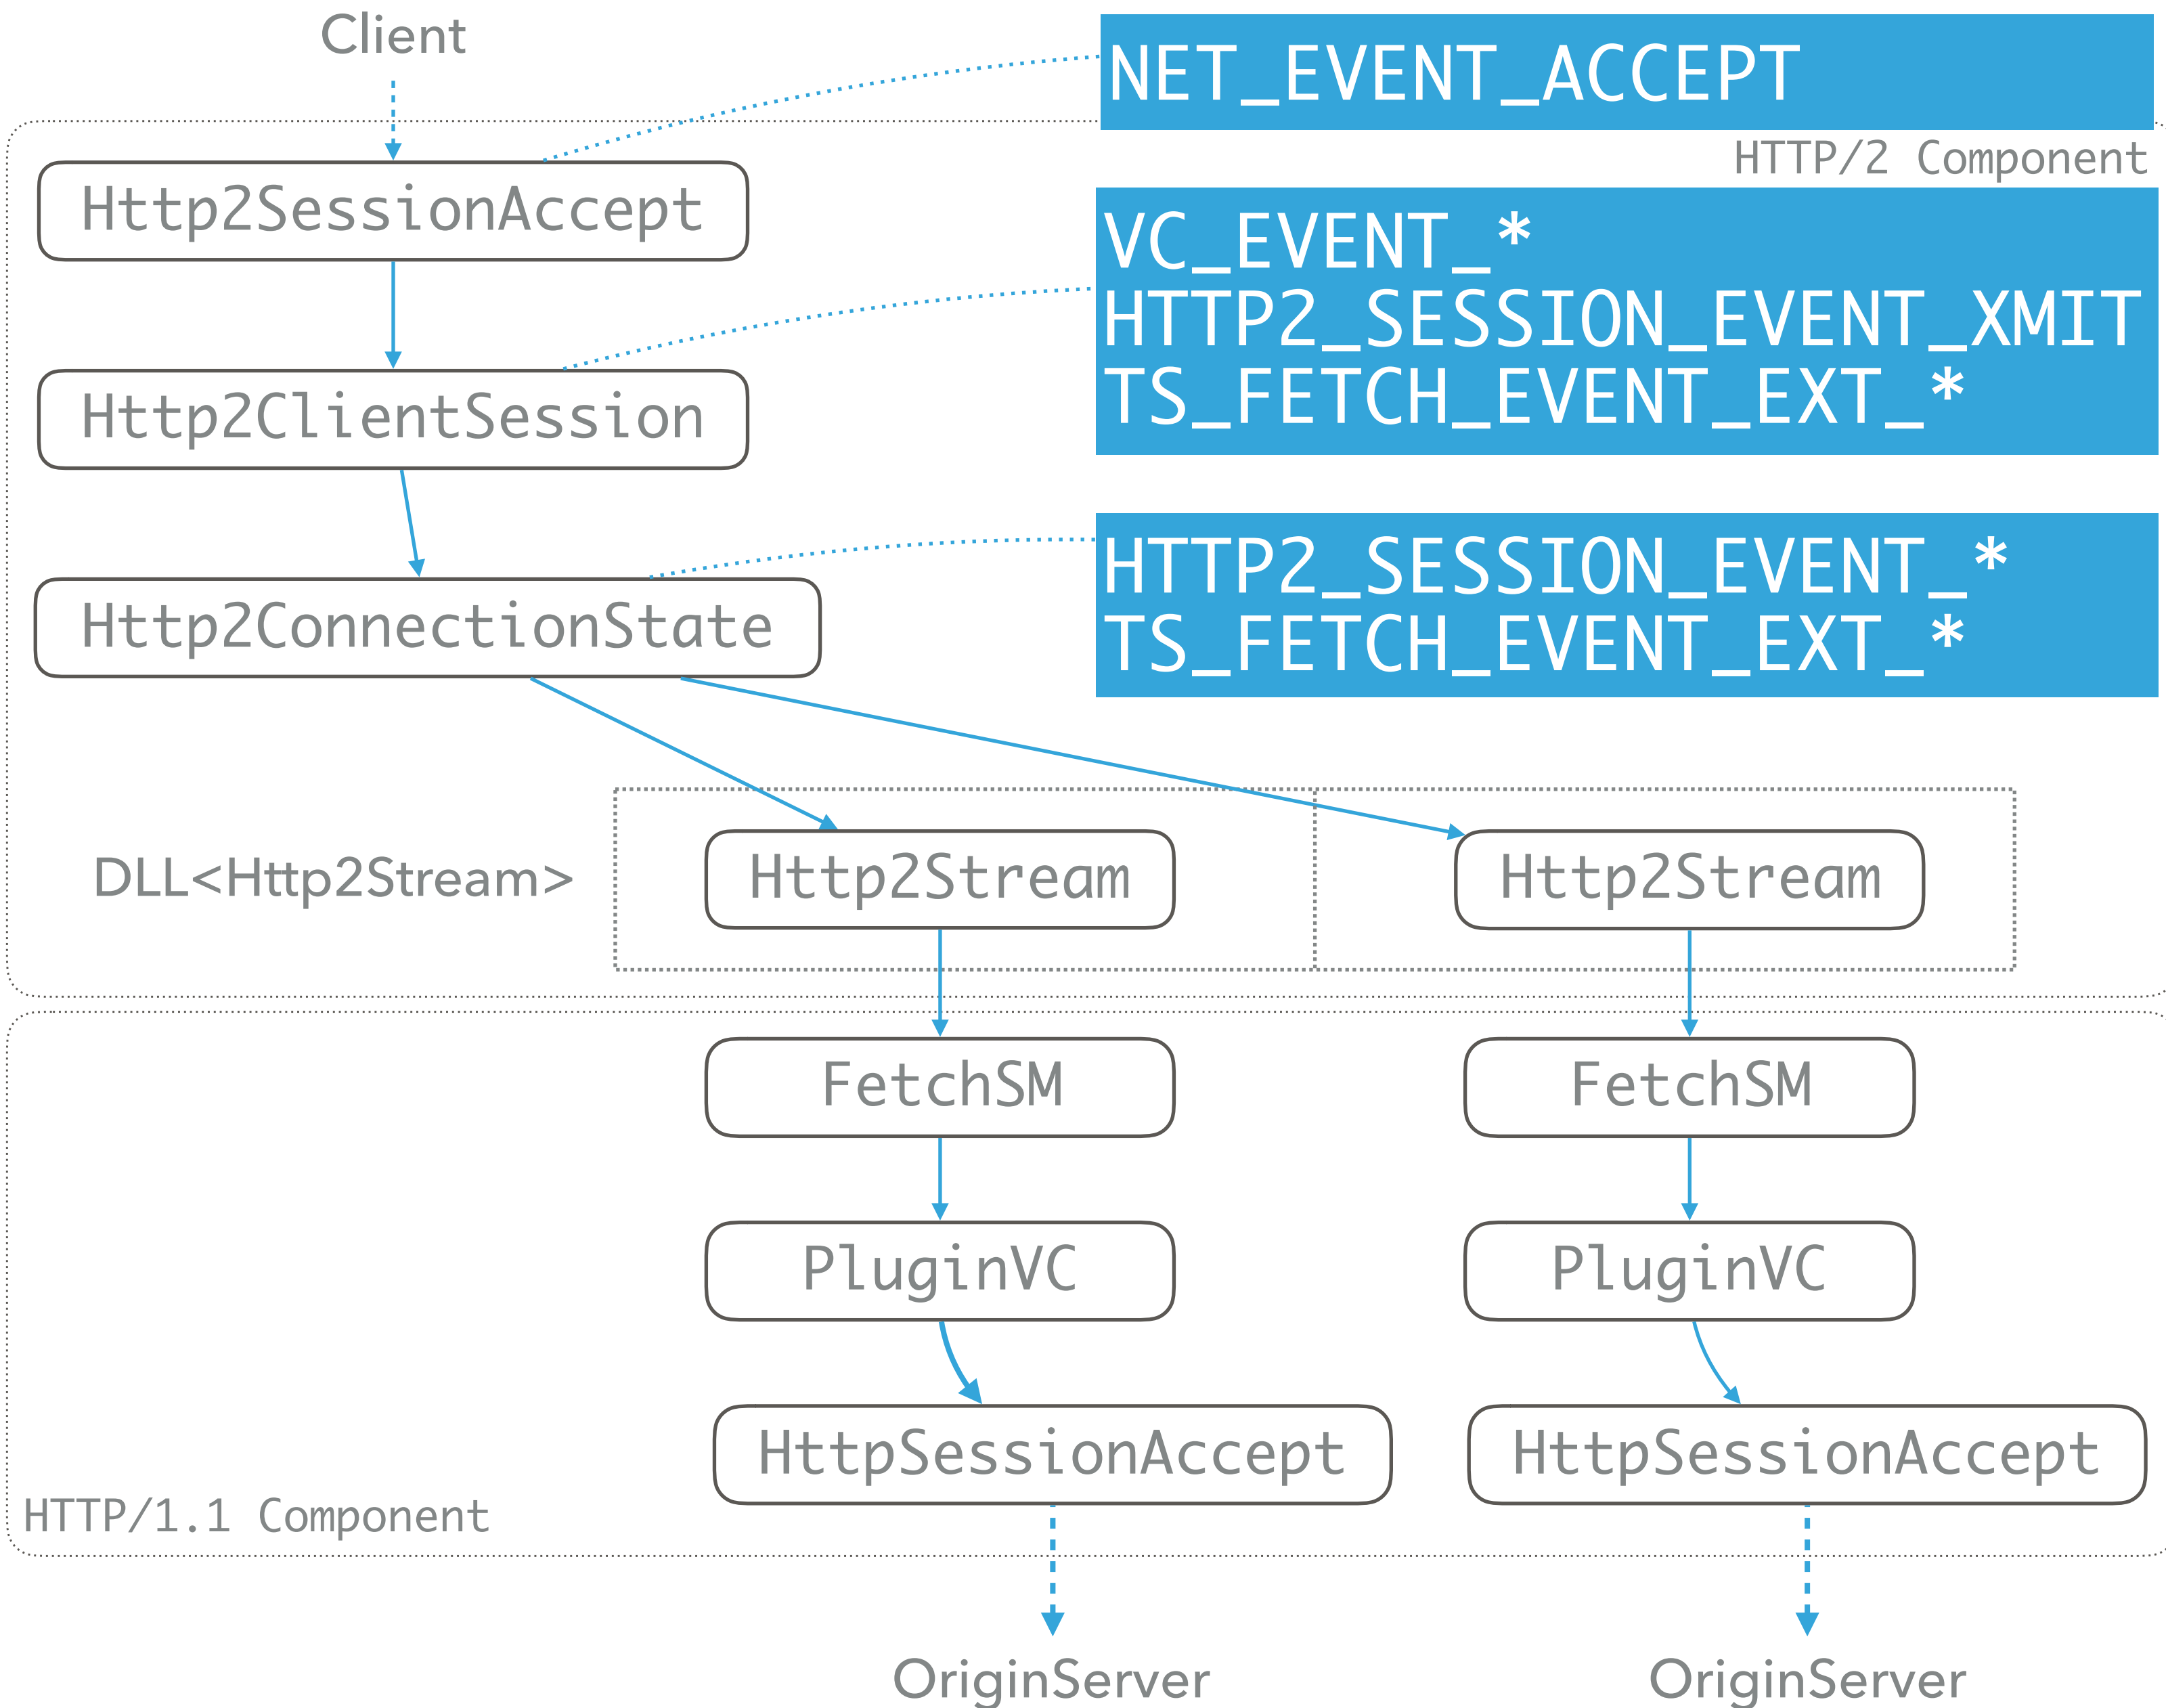 Client
NET_EVENT_ACCEPT
HTTP/2 Component
Http2SessionAccept
VC_EVENT_*
HTTP2_SESSION_EVENT_XMIT
TS_FETCH_EVENT_EXT_*
Http2ClientSession
HTTP2_SESSION_EVENT_*
TS_FETCH_EVENT_EXT_*
Http2ConnectionState
DLL<Http2Stream>
Http2Stream
Http2Stream
FetchSM
FetchSM
PluginVC
PluginVC
HttpSessionAccept
HttpSessionAccept
HTTP/1.1 Component
OriginServer
OriginServer